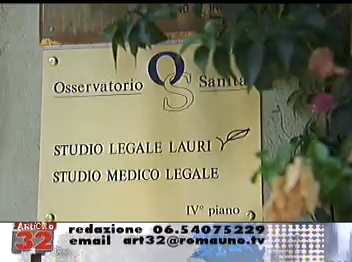 Osservatorio OS Sanità
STUDIO LEGALE LAURI
STUDIO MEDICO LEGALE
IV° piano
ARTICOLO 32
redazione 06.54075229
email art32@romauno.tv